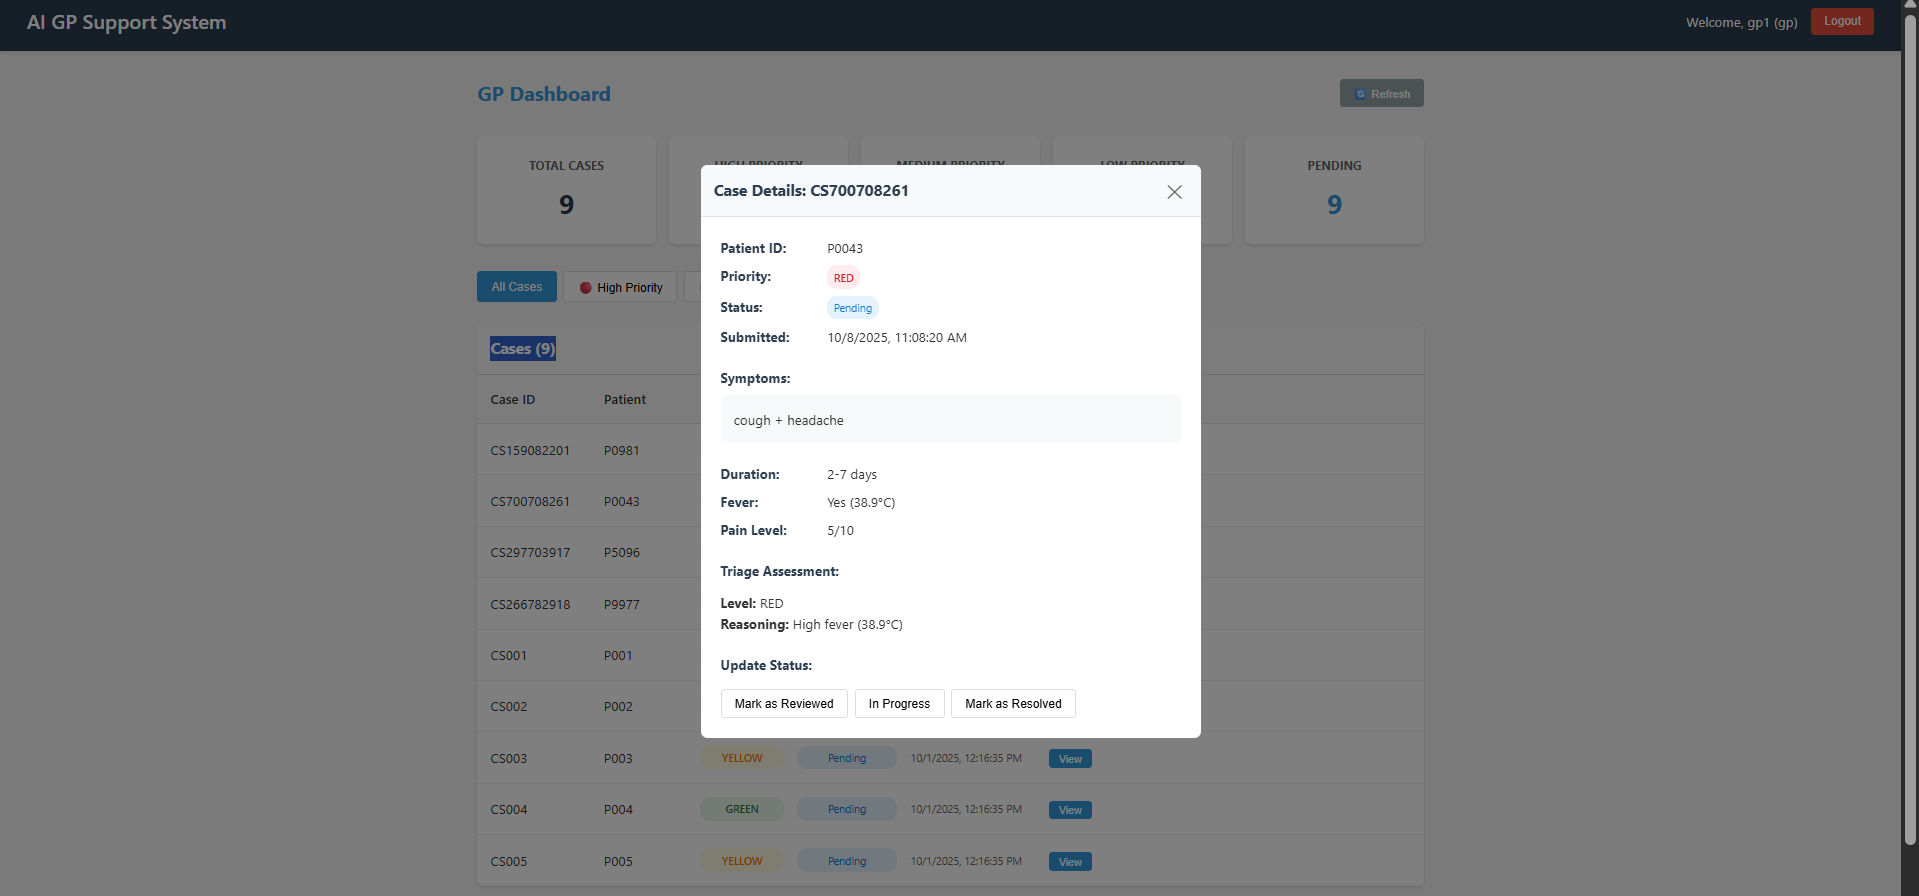 AI GP Support System
Welcome, gp1 (gp)
Logout
GP Dashboard
Refresh
TOTAL CASES
9
HIGH PRIORITY
MEDIUM PRIORITY
LOW PRIORITY
PENDING
9
All Cases
High Priority
Cases (9)
Case ID Patient
CS159082201 P0981
CS700708261 P0043
CS297703917 P5096
CS266782918 P9977
CS001 P001
CS002 P002
CS003 P003 YELLOW Pending 10/1/2025, 12:16:35 PM View
CS004 P004 GREEN Pending 10/1/2025, 12:16:35 PM View
CS005 P005 YELLOW Pending 10/1/2025, 12:16:35 PM View
Case Details: CS700708261
Patient ID: P0043
Priority: RED
Status: Pending
Submitted: 10/8/2025, 11:08:20 AM
Symptoms:
cough + headache
Duration: 2-7 days
Fever: Yes (38.9°C)
Pain Level: 5/10
Triage Assessment:
Level: RED
Reasoning: High fever (38.9°C)
Update Status:
Mark as Reviewed
In Progress
Mark as Resolved